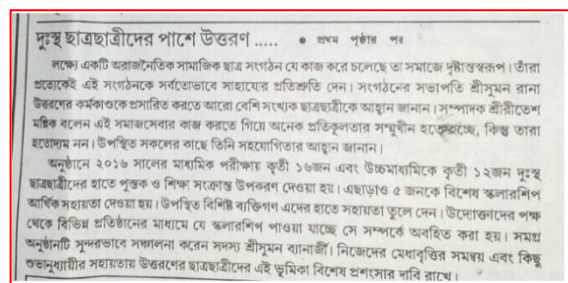 দুঃস্থ ছাত্রছাত্রীদের পাশে উত্তরণ ..... ● প্রথম পৃষ্ঠার পর
লক্ষ্যে একটি অরাজনৈতিক সামাজিক ছাত্র সংগঠন যে কাজ করে চলেছে তা সমাজে দৃষ্টান্তস্বরূপ। তাঁরা
প্রত্যেকেই এই সংগঠনকে সর্বতোভাবে সাহায্যের প্রতিশ্রুতি দেন। সংগঠনের সভাপতি শ্রীসুমন রানা
উত্তরণের কর্মকাণ্ডকে প্রসারিত করতে আরো বেশি সংখ্যক ছাত্রছাত্রীকে আহ্বান জানান। সম্পাদক শ্রীরীতেশ
মল্লিক বলেন এই সমাজসেবার কাজ করতে গিয়ে অনেক প্রতিকূলতার সম্মুখীন হতে হচ্ছে, কিন্তু তারা
হতোদ্যম নন। উপস্থিত সকলের কাছে তিনি সহযোগিতার আহ্বান জানান।
অনুষ্ঠানে ২০১৬ সালের মাধ্যমিক পরীক্ষায় কৃতী ১৬জন এবং উচ্চমাধ্যমিকে কৃতী ১২জন দুঃস্থ
ছাত্রছাত্রীদের হাতে পুস্তক ও শিক্ষা সংক্রান্ত উপকরণ দেওয়া হয়। এছাড়াও ৫ জনকে বিশেষ স্কলারশিপ
আর্থিক সহায়তা দেওয়া হয়। উপস্থিত বিশিষ্ট ব্যক্তিগণ এদের হাতে সহায়তা তুলে দেন। উদ্যোক্তাদের পক্ষ
থেকে বিভিন্ন প্রতিষ্ঠানের মাধ্যমে যে স্কলারশিপ পাওয়া যাচ্ছে সে সম্পর্কে অবহিত করা হয়। সমগ্র
অনুষ্ঠানটি সুন্দরভাবে সঞ্চালনা করেন সদস্য শ্রীসুমন ব্যানার্জী। নিজেদের মেধাবৃত্তির সমন্বয় এবং কিছু
শুভানুধ্যায়ীর সহায়তায় উত্তরণের ছাত্রছাত্রীদের এই ভূমিকা বিশেষ প্রশংসার দাবি রাখে।